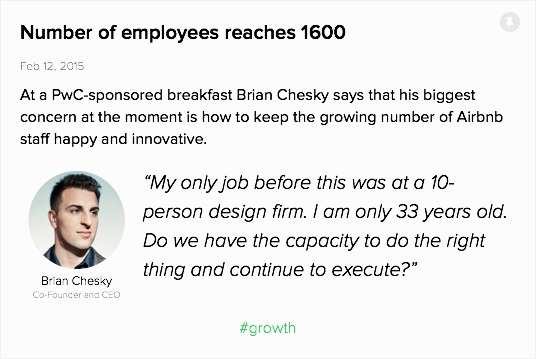 Number of employees reaches 1600
Feb 12, 2015
At a PwC-sponsored breakfast Brian Chesky says that his biggest
concern at the moment is how to keep the growing number of Airbnb
staff happy and innovative.
“My only job before this was at a 10-
person design firm. I am only 33 years old.
Do we have the capacity to do the right
thing and continue to execute?”
Brian Chesky
Co-Founder and CEO
#growth